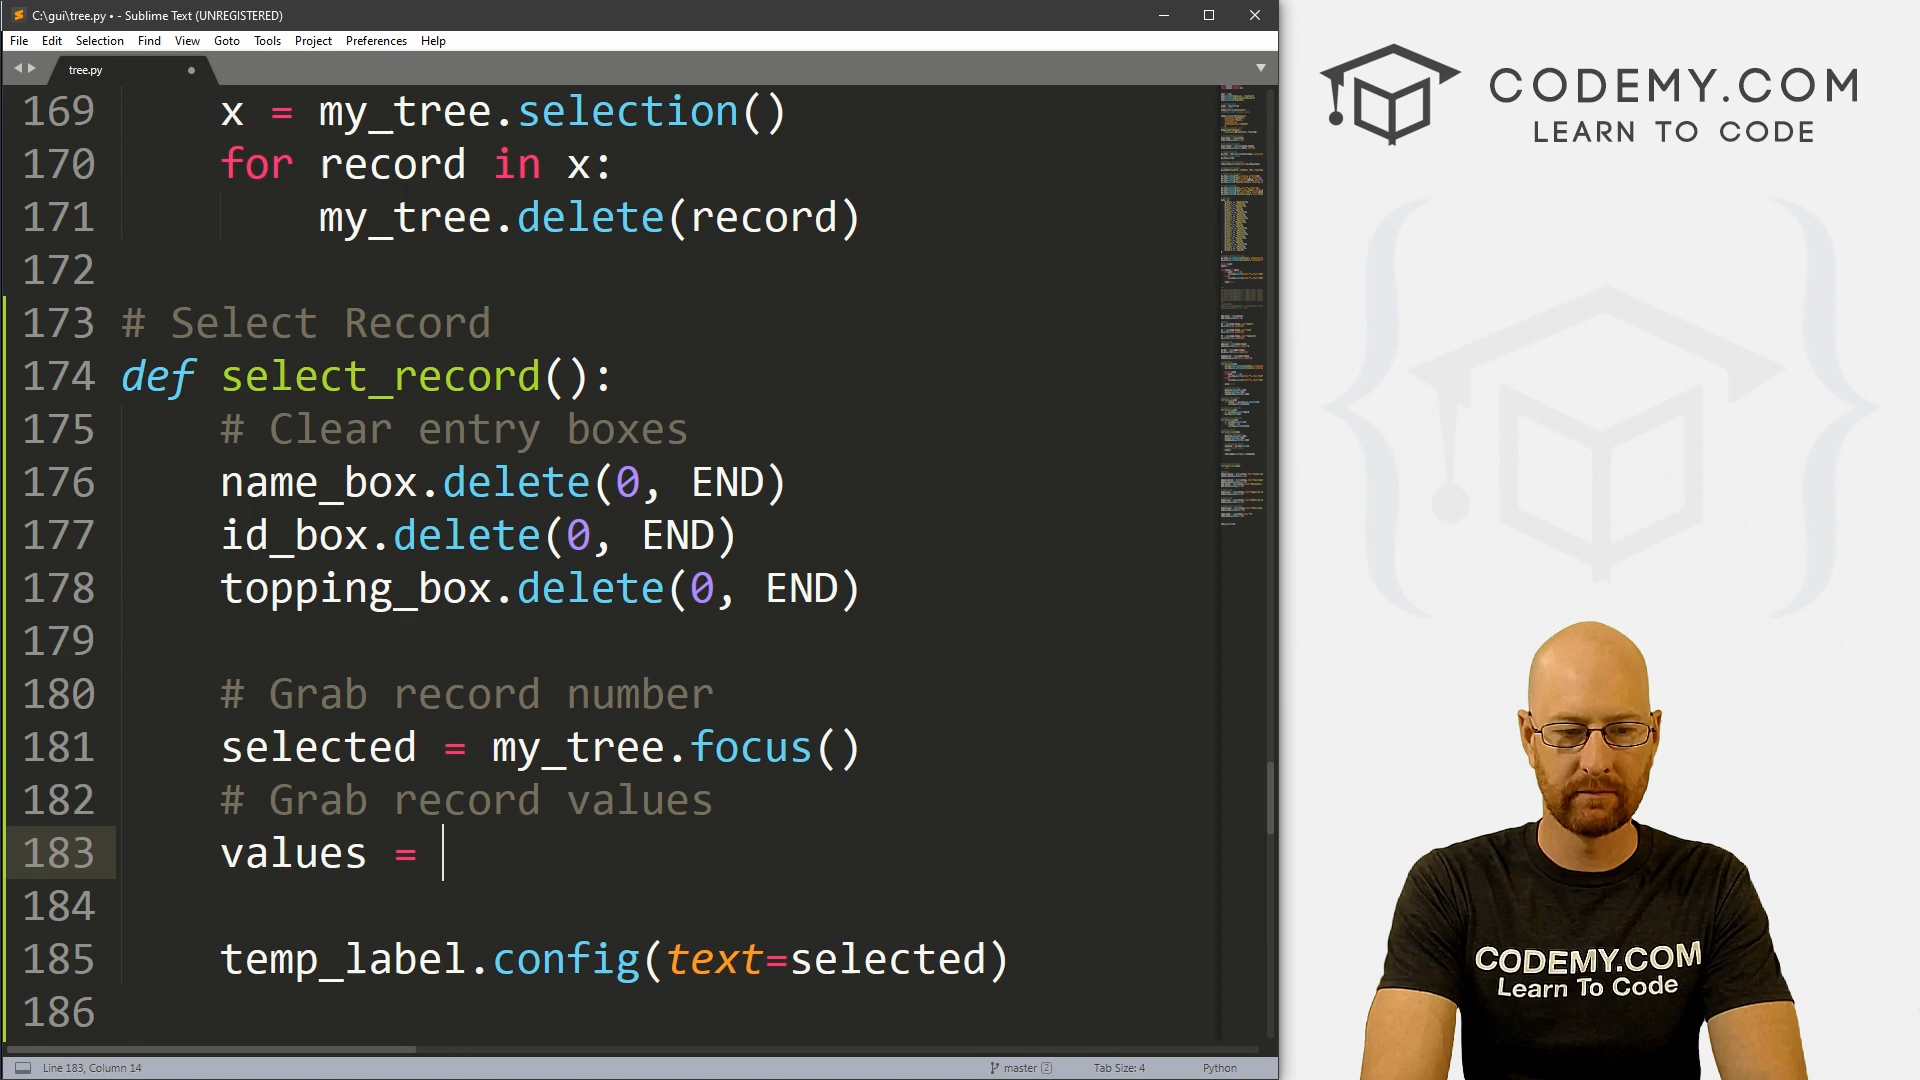 C:\gui\tree.py • - Sublime Text (UNREGISTERED)
File Edit Selection Find View Goto Tools Project Preferences Help
tree.py
169 x = my_tree.selection()
170 for record in x:
171 my_tree.delete(record)
172
173 # Select Record
174 def select_record():
175 # Clear entry boxes
176 name_box.delete(0, END)
177 id_box.delete(0, END)
178 topping_box.delete(0, END)
179
180 # Grab record number
181 selected = my_tree.focus()
182 # Grab record values
183 values =
184
185 temp_label.config(text=selected)
186
Line 183, Column 14
master 2
Tab Size: 4
Python
CODEMY.COM
LEARN TO CODE
CODEMY.COM
Learn To Code